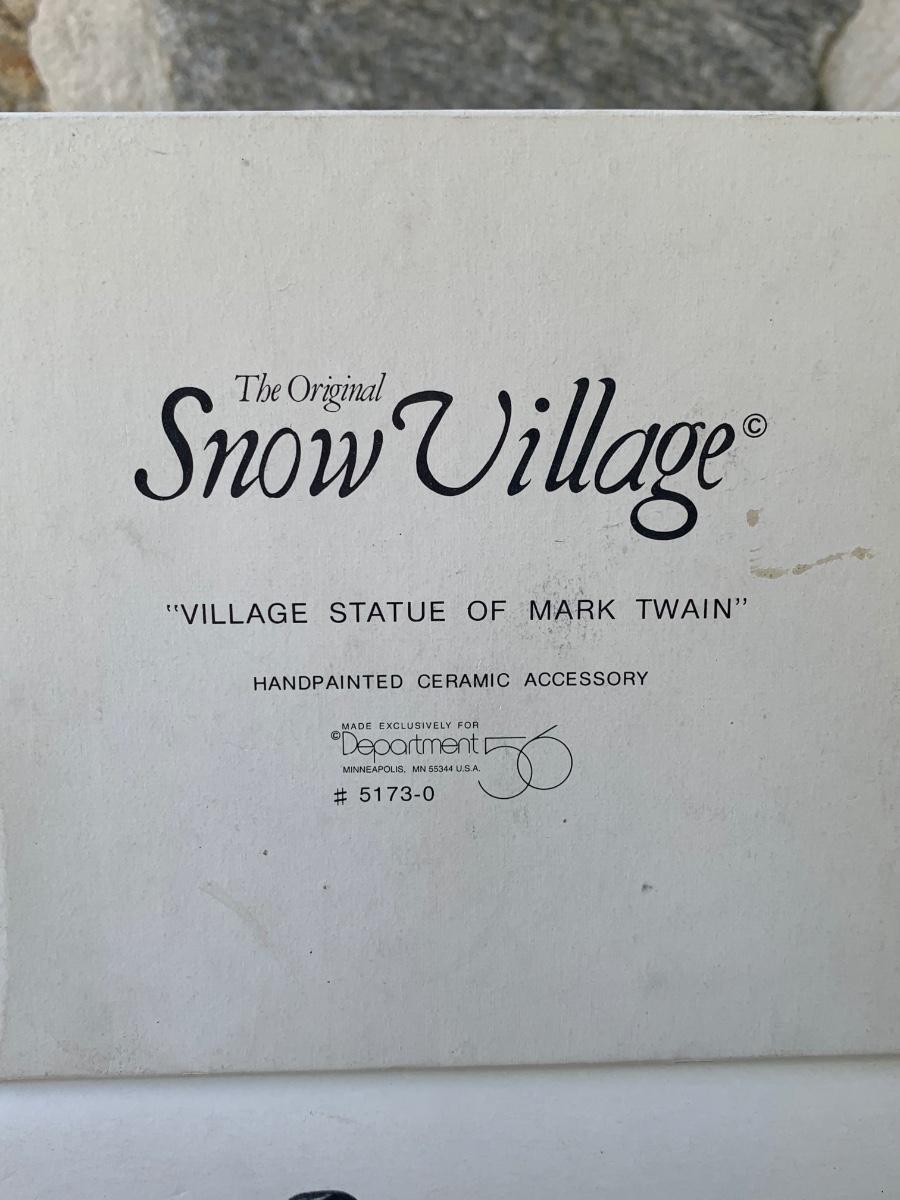 The Original
Snow Village©
"VILLAGE STATUE OF MARK TWAIN"
HANDPAINTED CERAMIC ACCESSORY
MADE EXCLUSIVELY FOR
©Department 56
MINNEAPOLIS, MN 55344 U.S.A.
# 5173-0